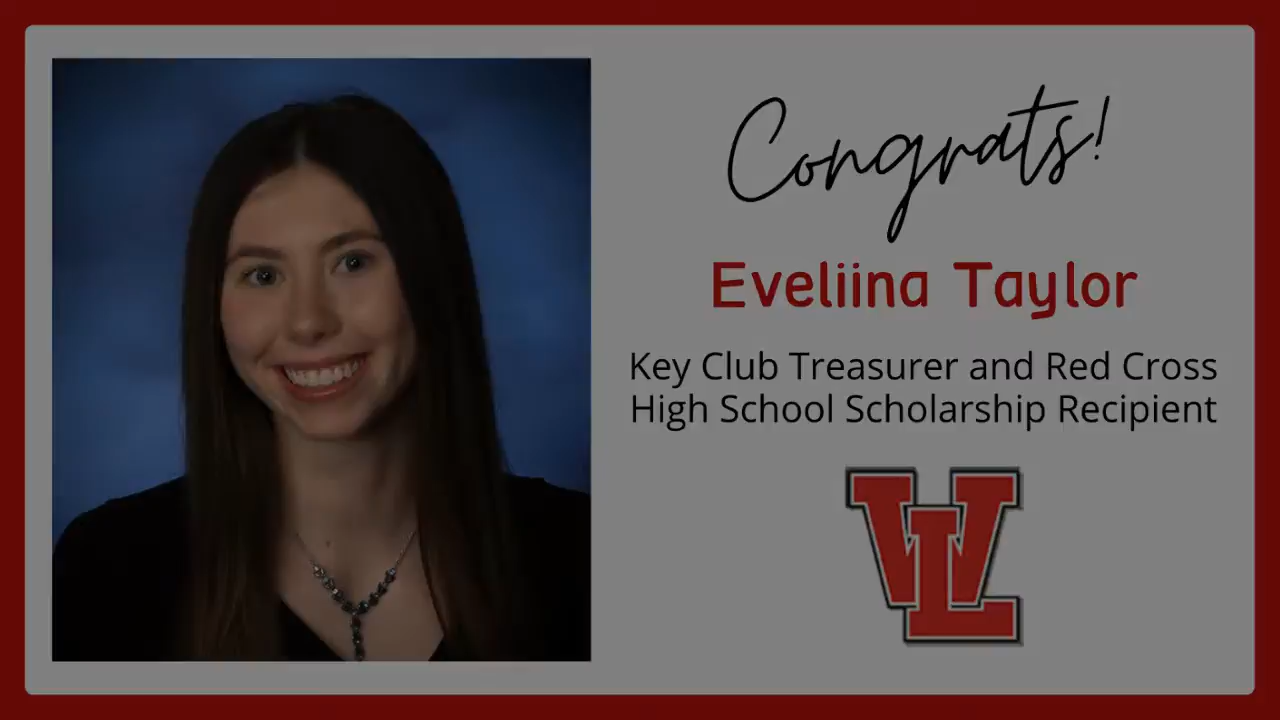 Congrats!
Eveliina Taylor
Key Club Treasurer and Red Cross
High School Scholarship Recipient
VL